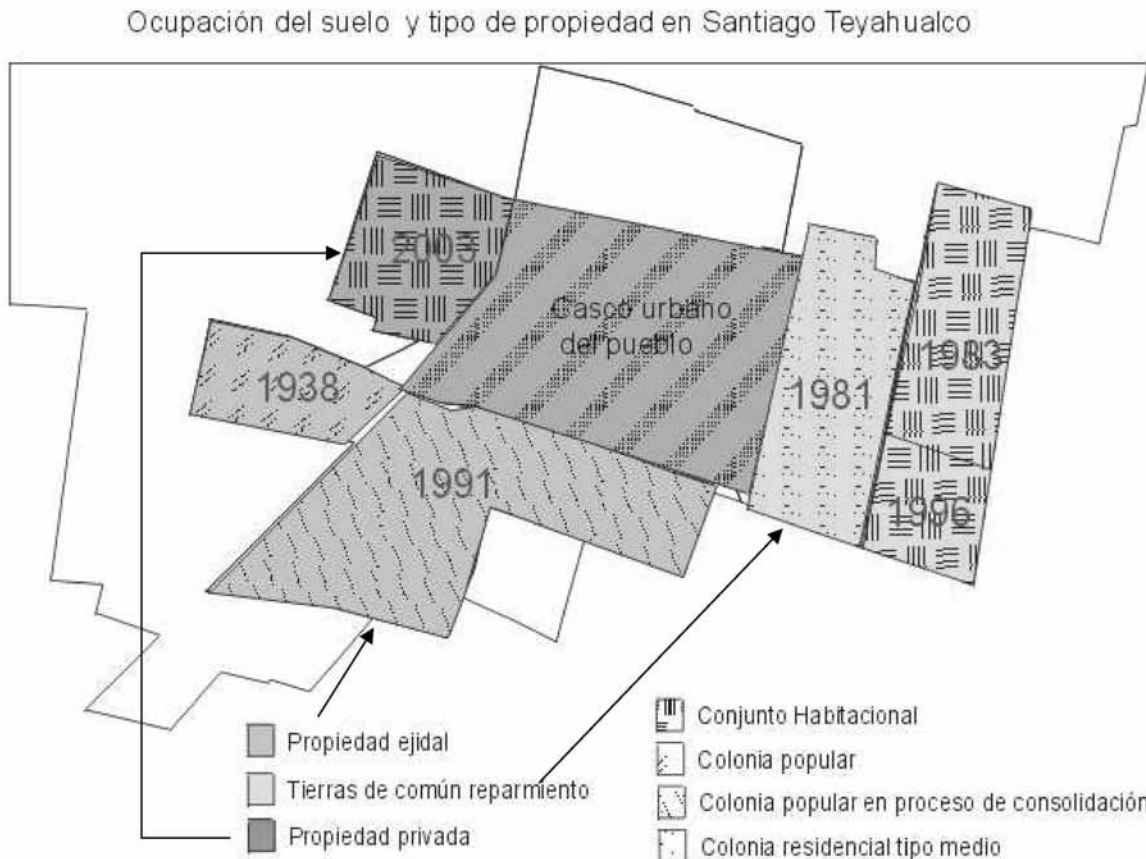 Ocupación del suelo y tipo de propiedad en Santiago Teyahualco
2003
Casco urbano
del pueblo
1938
1981
1983
1991
1996
Propiedad ejidal
Tierras de común reparmiento
Propiedad privada
Conjunto Habitacional
Colonia popular
Colonia popular en proceso de consolidación
Colonia residencial tipo medio